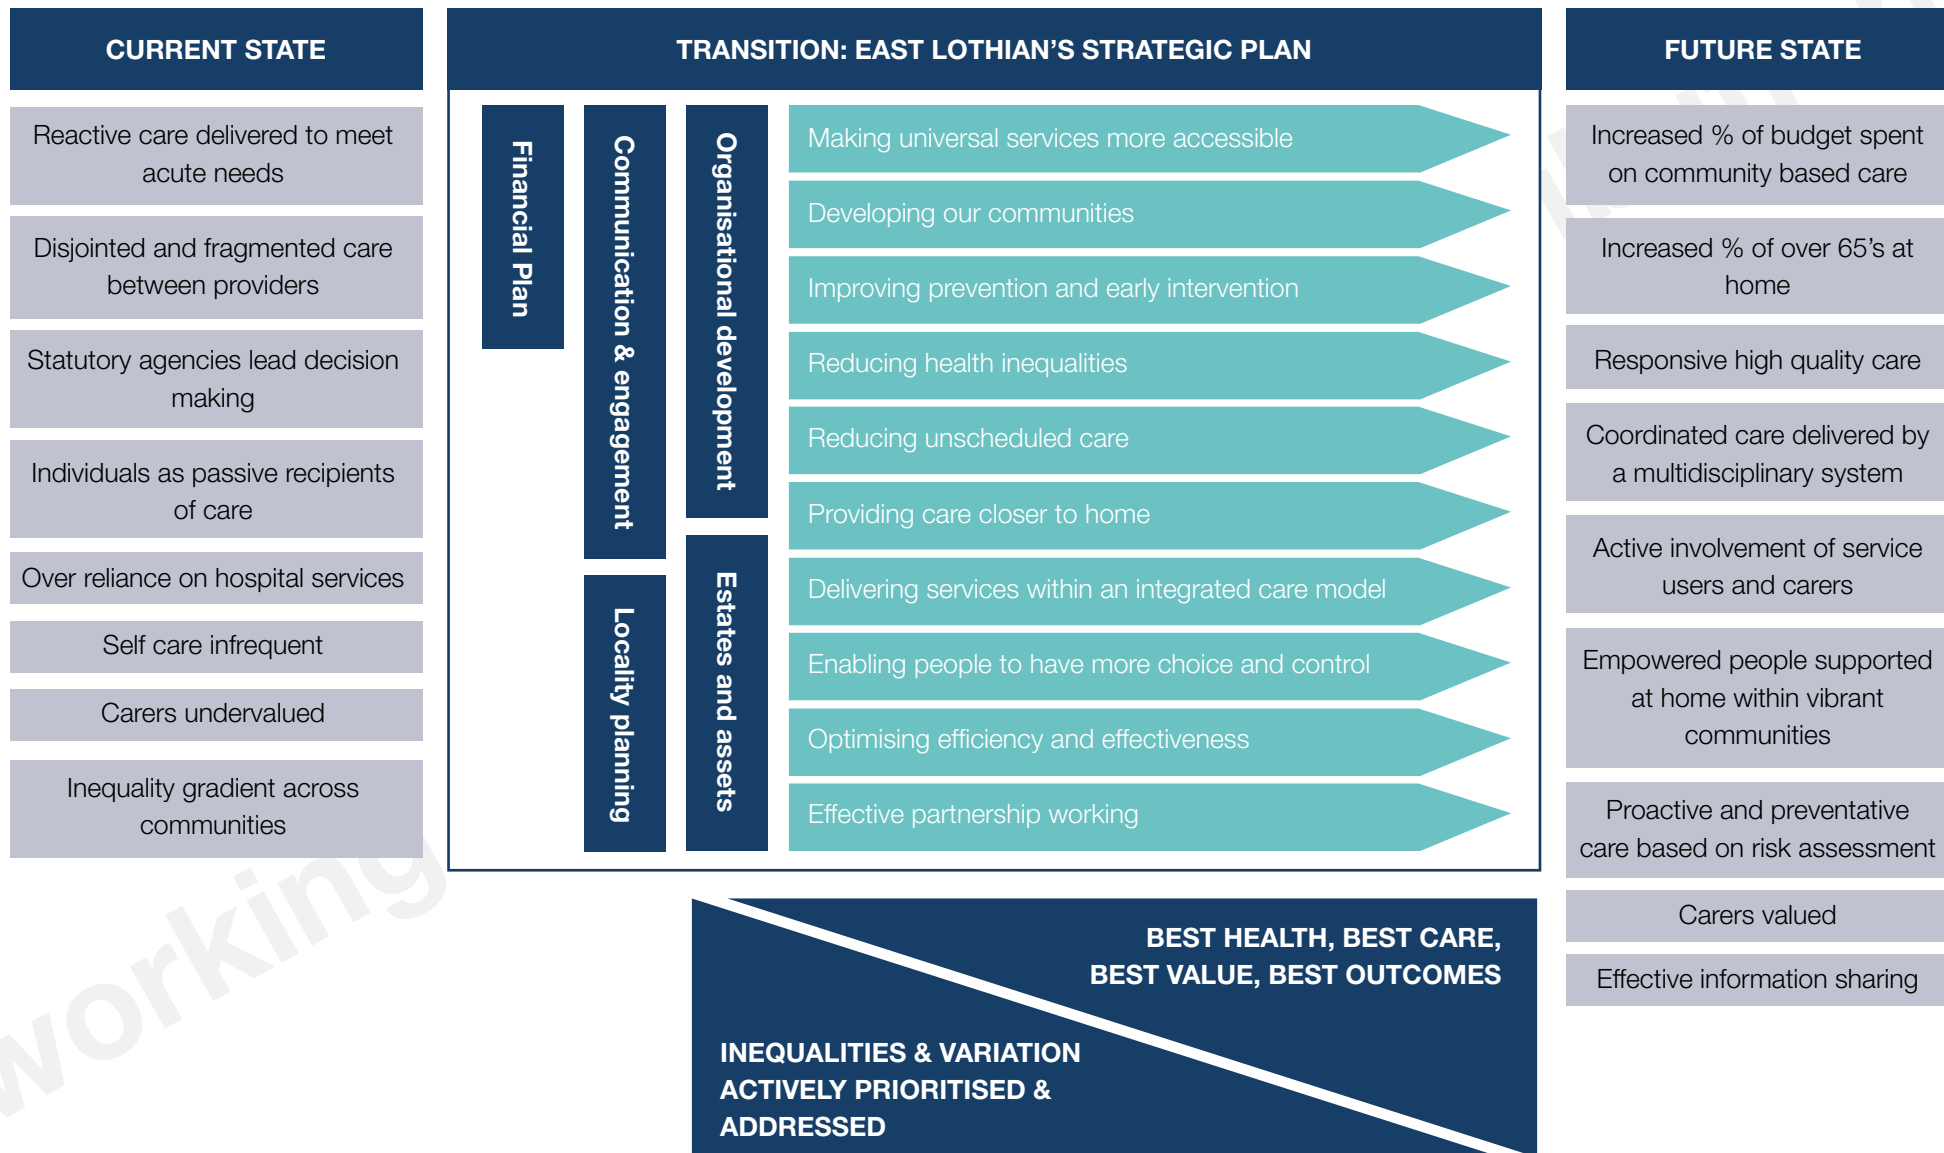 CURRENT STATE
Reactive care delivered to meet
acute needs
Disjointed and fragmented care
between providers
Statutory agencies lead decision
making
Individuals as passive recipients
of care
Over reliance on hospital services
Self care infrequent
Carers undervalued
Inequality gradient across
communities
TRANSITION: EAST LOTHIAN’S STRATEGIC PLAN
Financial Plan
Communication & engagement
Locality planning
Organisational development
Estates and assets
Making universal services more accessible
Developing our communities
Improving prevention and early intervention
Reducing health inequalities
Reducing unscheduled care
Providing care closer to home
Delivering services within an integrated care model
Enabling people to have more choice and control
Optimising efficiency and effectiveness
Effective partnership working
BEST HEALTH, BEST CARE,
BEST VALUE, BEST OUTCOMES
INEQUALITIES & VARIATION
ACTIVELY PRIORITISED &
ADDRESSED
FUTURE STATE
Increased % of budget spent
on community based care
Increased % of over 65’s at
home
Responsive high quality care
Coordinated care delivered by
a multidisciplinary system
Active involvement of service
users and carers
Empowered people supported
at home within vibrant
communities
Proactive and preventative
care based on risk assessment
Carers valued
Effective information sharing
working